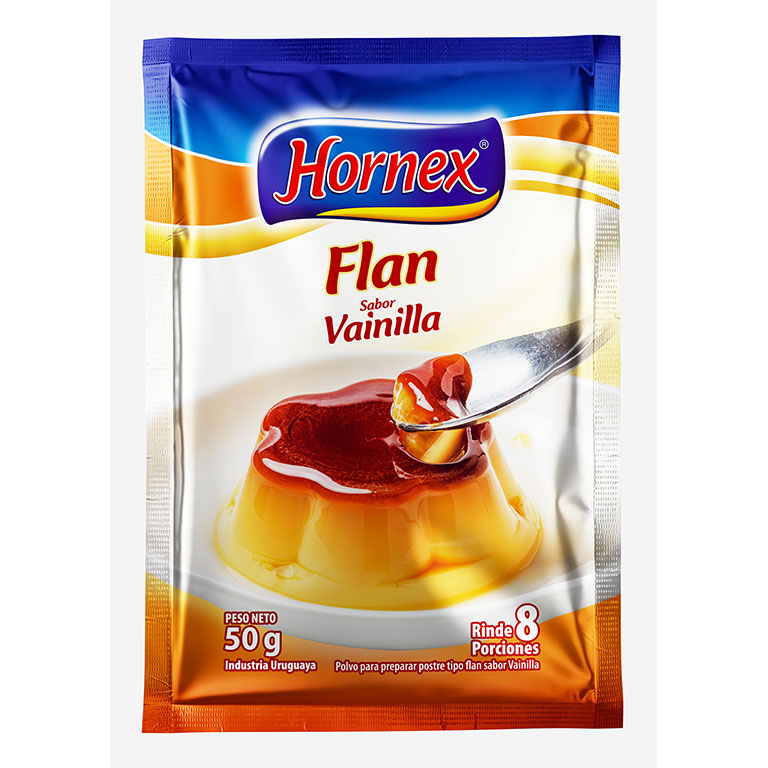 Hornex®
Flan
Sabor
Vainilla
PESO NETO
50 g
Industria Uruguaya
Rinde 8
Porciones
Polvo para preparar postre tipo flan sabor Vainilla